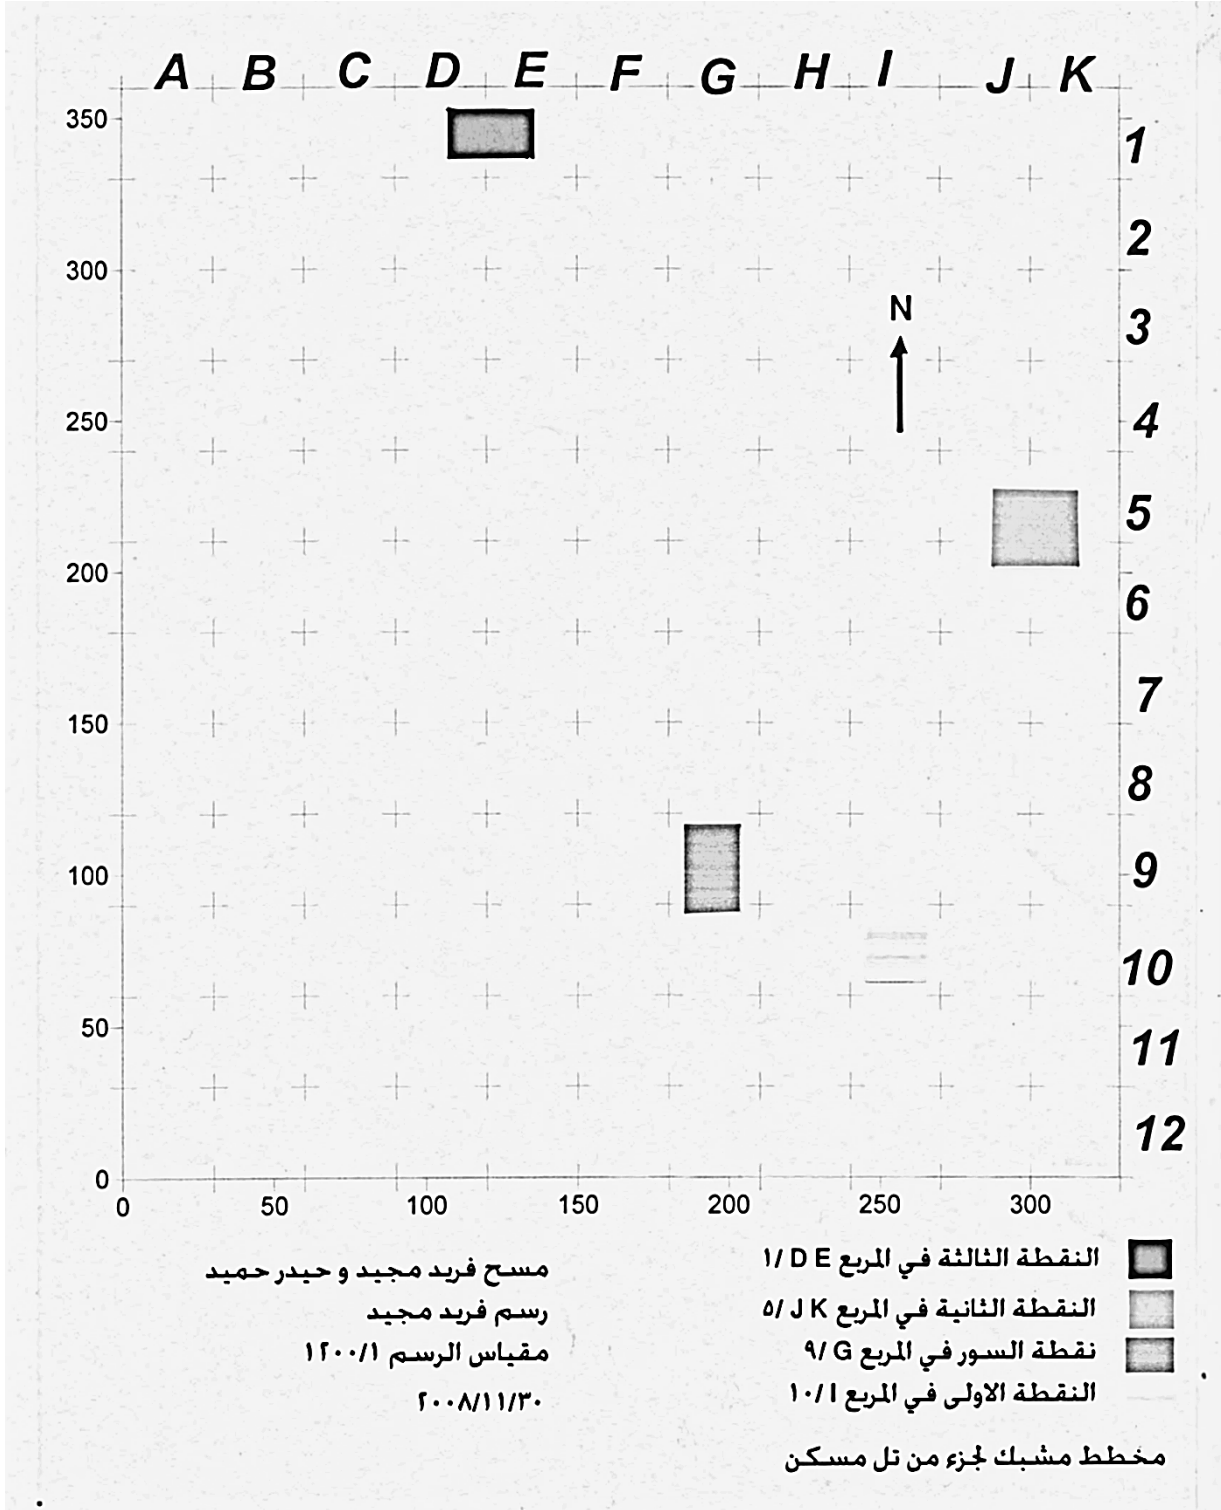 A B C D E F G H I J K
350
1
2
300
N
3
250
4
5
200
6
7
150
8
100
9
10
50
11
12
0
0 50 100 150 200 250 300
النقطة الثالثة في المربع D E /١
النقطة الثانية في المربع J K /٥
نقطة السور في المربع G /٩
النقطة الاولى في المربع I /١٠
مخطط مشبك لجزء من تل مسكن
مسح فريد مجيد و حيدر حميد
رسم فريد مجيد
مقياس الرسم ١/١٢٠٠
٢٠٠٨/١١/٣٠